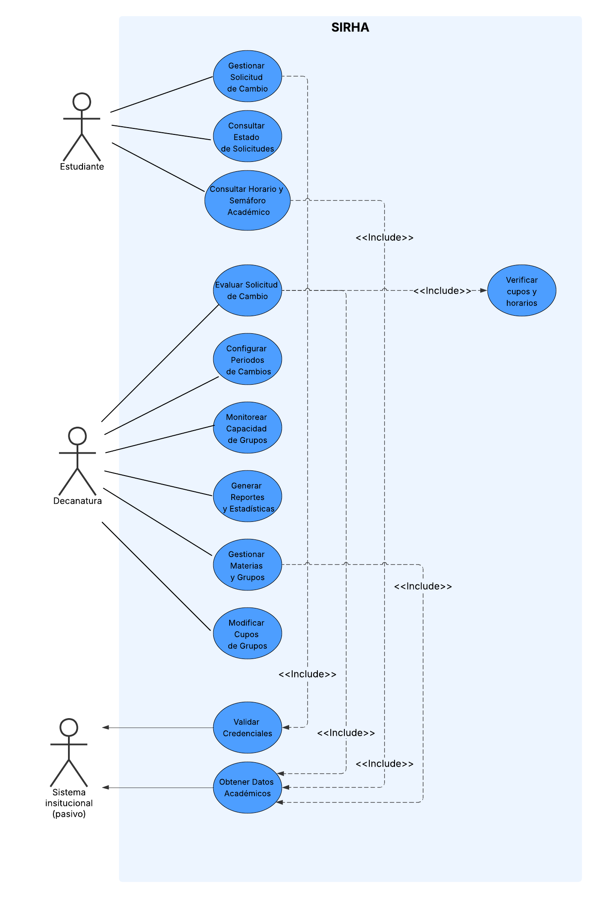 SIRHA
Gestionar
Solicitud
de Cambio
Consultar
Estado
de Solicitudes
Estudiante
Consultar Horario y
Semáforo
Académico
<<Include>>
Evaluar Solicitud
de Cambio
<<Include>>
Verificar
cupos y
horarios
Configurar
Periodos
de Cambios
Monitorear
Capacidad
de Grupos
Decanatura
Generar
Reportes
y Estadísticas
Gestionar
Materias
y Grupos
<<Include>>
Modificar
Cupos
de Grupos
<<Include>>
Validar
Credenciales
<<Include>>
<<Include>>
Obtener Datos
Académicos
Sistema
insitucional
(pasivo)